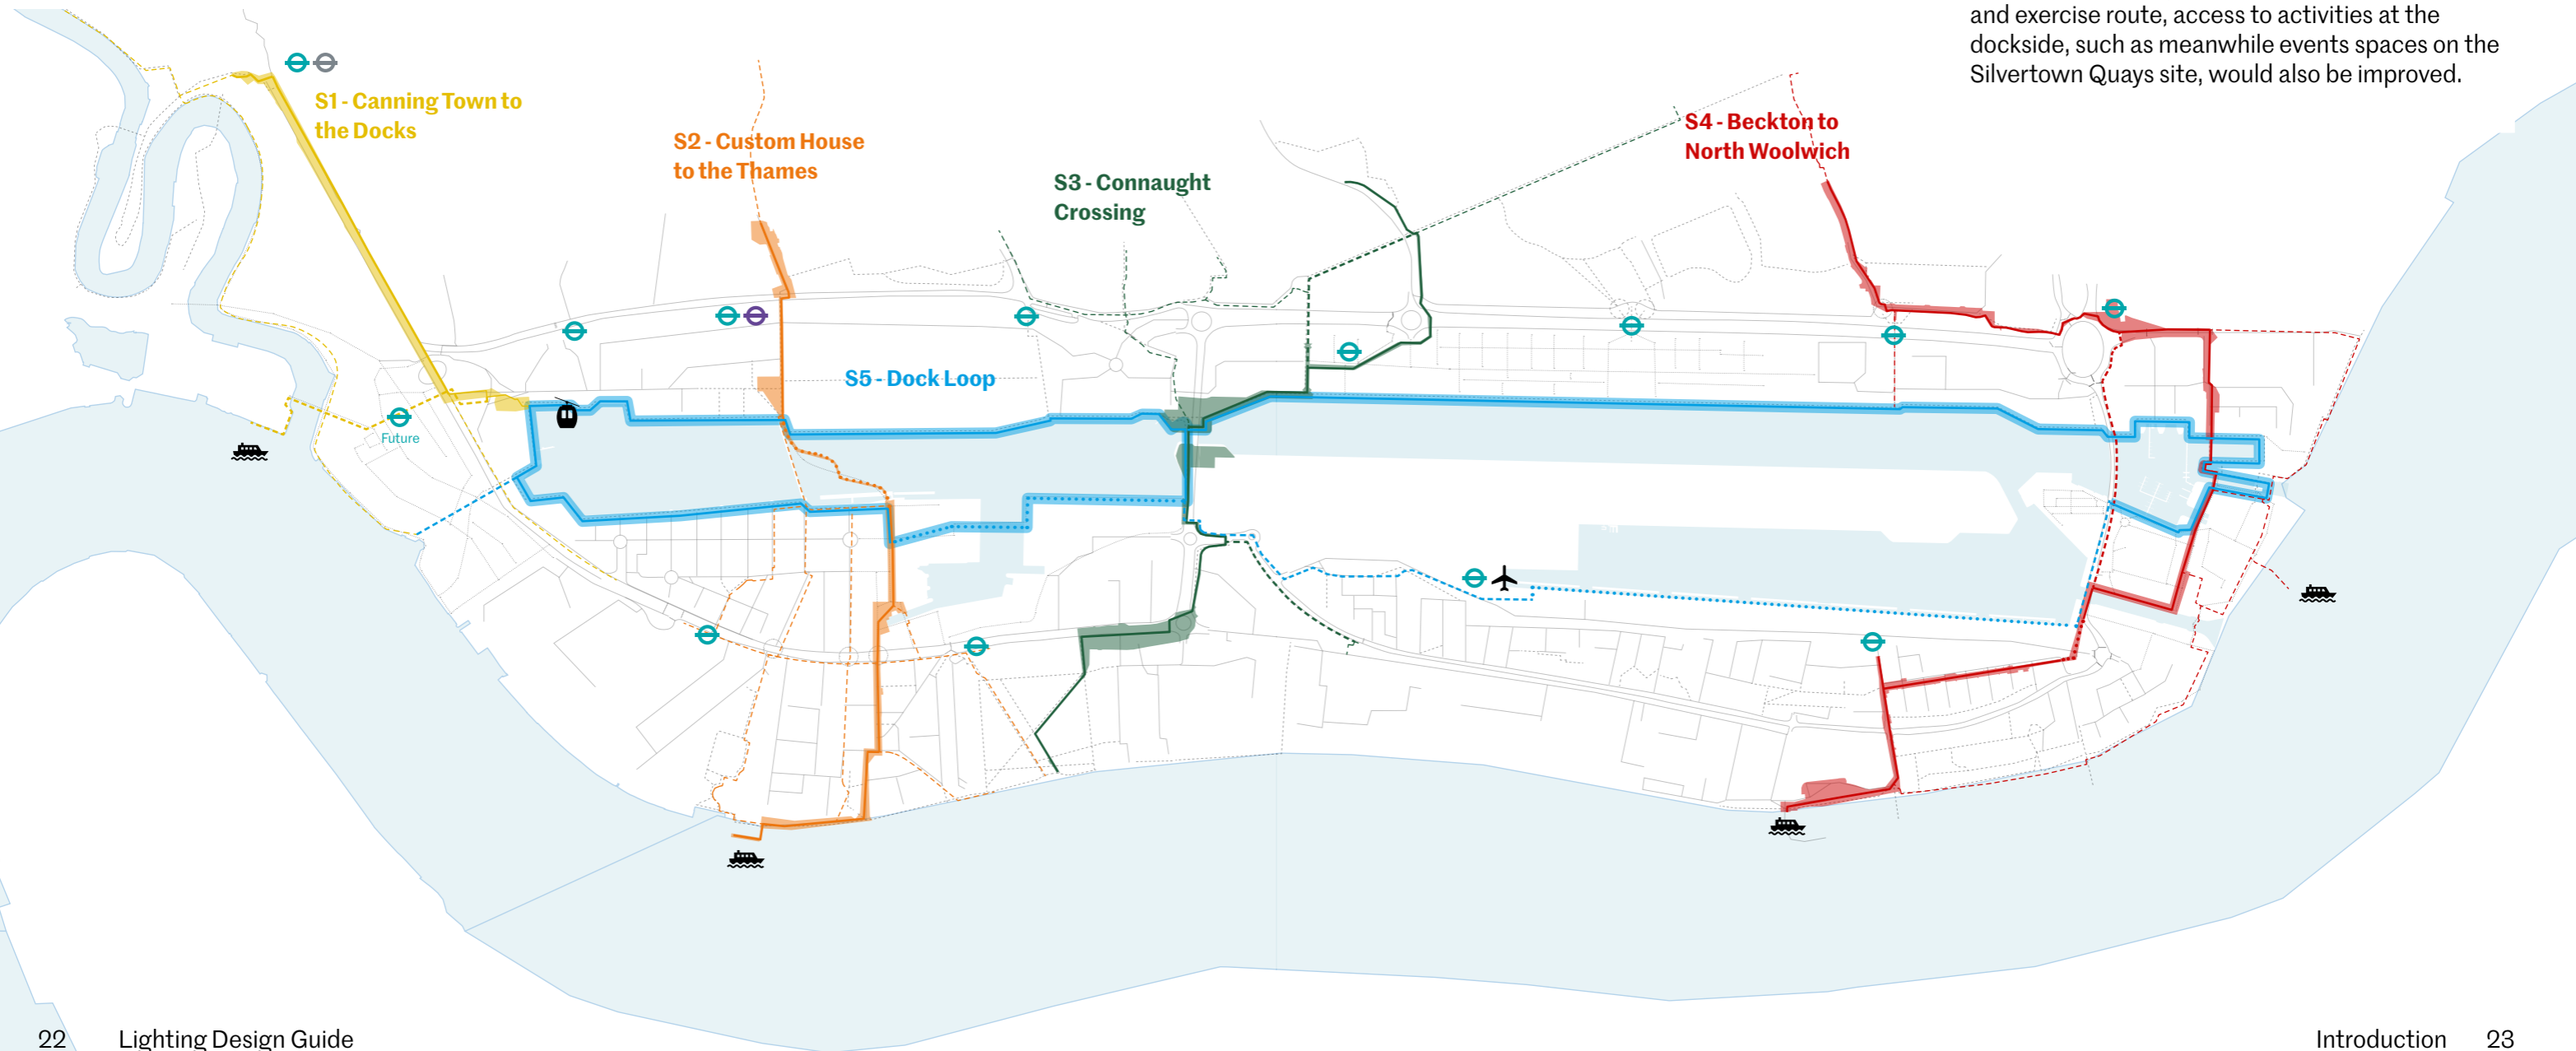 and exercise route, access to activities at the
dockside, such as meanwhile events spaces on the
Silvertown Quays site, would also be improved.
S1 - Canning Town to
the Docks
S2 - Custom House
to the Thames
S3 - Connaught
Crossing
S4 - Beckton to
North Woolwich
S5 - Dock Loop
Future
22 Lighting Design Guide
Introduction 23